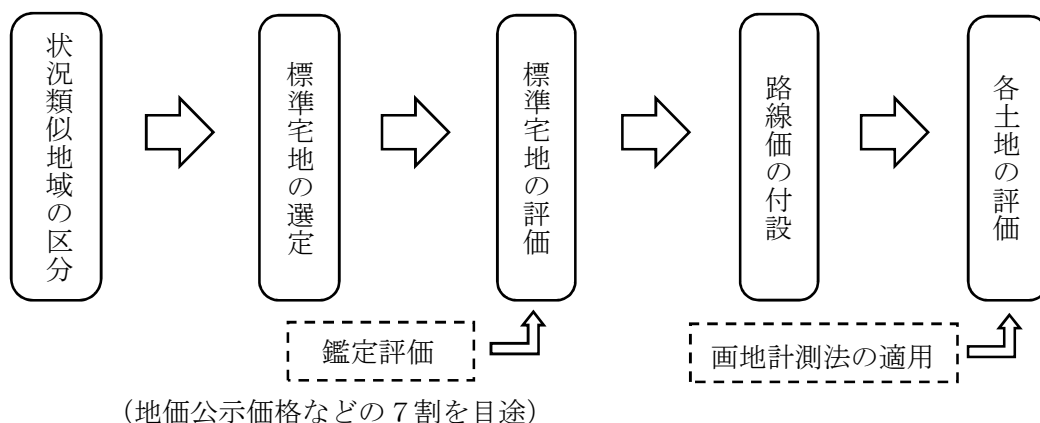 状況類似地域の区分
標準宅地の選定
標準宅地の評価
路線価の付設
各土地の評価
鑑定評価
画地計測法の適用
（地価公示価格などの７割を目途）